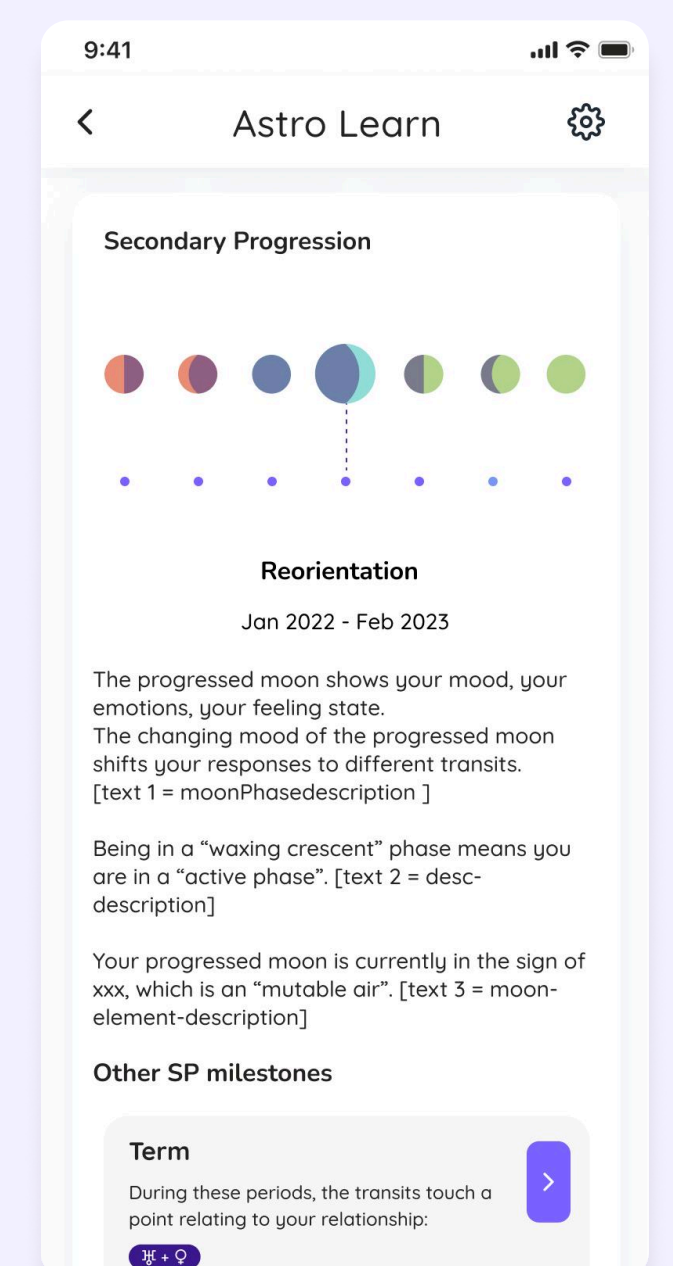 9:41
Astro Learn
Secondary Progression
Reorientation
Jan 2022 - Feb 2023
The progressed moon shows your mood, your
emotions, your feeling state.
The changing mood of the progressed moon
shifts your responses to different transits.
[text 1 = moonPhasedescription ]
Being in a “waxing crescent” phase means you
are in a “active phase”. [text 2 = desc-
description]
Your progressed moon is currently in the sign of
xxx, which is an “mutable air”. [text 3 = moon-
element-description]
Other SP milestones
Term
During these periods, the transits touch a
point relating to your relationship:
♅ + ♀